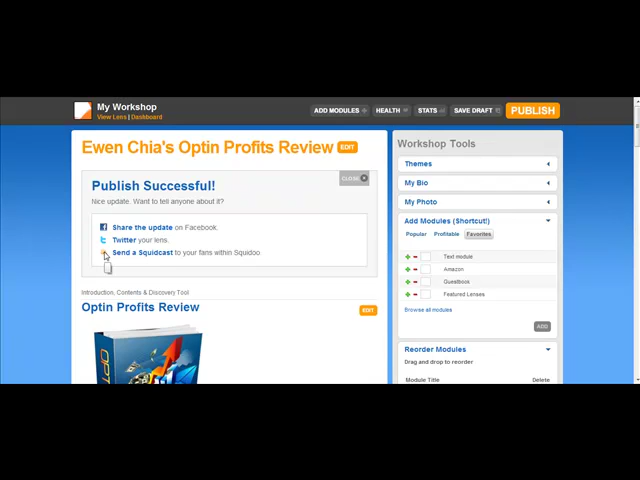 My Workshop
View Lens | Dashboard
ADD MODULES
HEALTH
STATS
SAVE DRAFT
PUBLISH
Ewen Chia's Optin Profits Review
EDIT
Publish Successful!
CLOSE
Nice update. Want to tell anyone about it?
Share the update on Facebook.
Twitter your lens.
Send a Squidcast to your fans within Squidoo.
Introduction, Contents & Discovery Tool
Optin Profits Review
EDIT
Workshop Tools
Themes
My Bio
My Photo
Add Modules (Shortcut!)
Popular
Profitable
Favorites
Text module
Amazon
Guestbook
Featured Lenses
Browse all modules
ADD
Reorder Modules
Drag and drop to reorder
Module Title
Delete